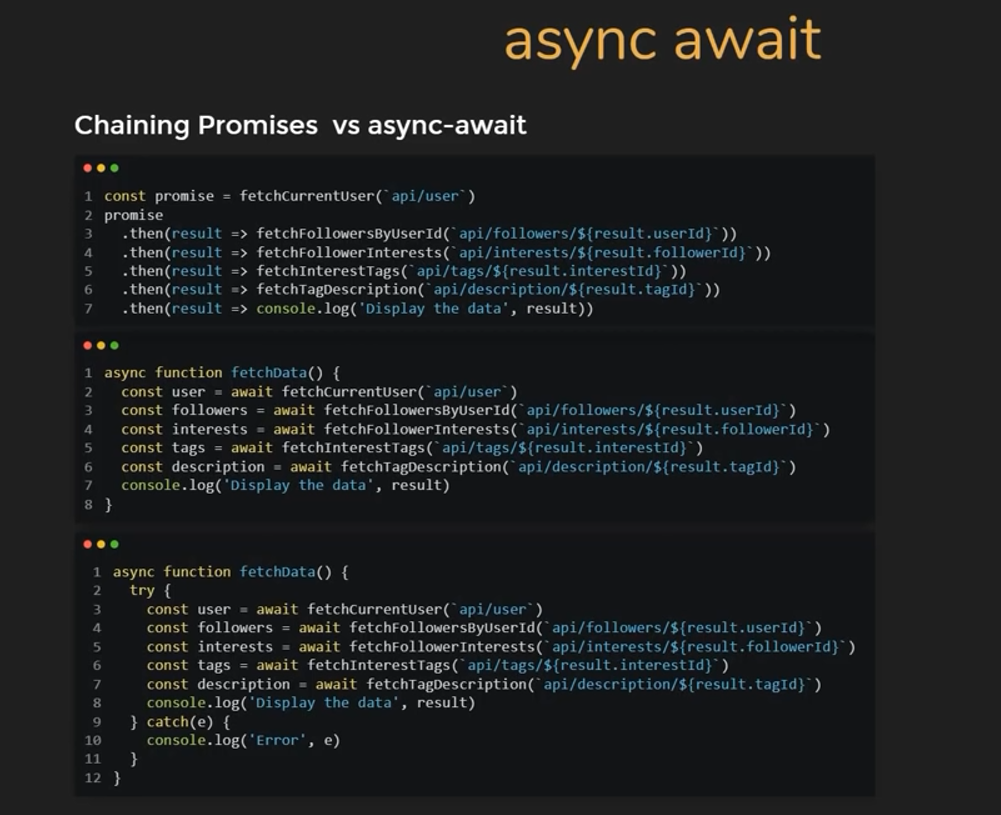 async await
Chaining Promises vs async-await
1 const promise = fetchCurrentUser(`api/user`)
2 promise
3   .then(result => fetchFollowersByUserId(`api/followers/${result.userId}`))
4   .then(result => fetchFollowerInterests(`api/interests/${result.followerId}`))
5   .then(result => fetchInterestTags(`api/tags/${result.interestId}`))
6   .then(result => fetchTagDescription(`api/description/${result.tagId}`))
7   .then(result => console.log('Display the data', result))
1 async function fetchData() {
2   const user = await fetchCurrentUser(`api/user`)
3   const followers = await fetchFollowersByUserId(`api/followers/${result.userId}`)
4   const interests = await fetchFollowerInterests(`api/interests/${result.followerId}`)
5   const tags = await fetchInterestTags(`api/tags/${result.interestId}`)
6   const description = await fetchTagDescription(`api/description/${result.tagId}`)
7   console.log('Display the data', result)
8 }
1 async function fetchData() {
2   try {
3     const user = await fetchCurrentUser(`api/user`)
4     const followers = await fetchFollowersByUserId(`api/followers/${result.userId}`)
5     const interests = await fetchFollowerInterests(`api/interests/${result.followerId}`)
6     const tags = await fetchInterestTags(`api/tags/${result.interestId}`)
7     const description = await fetchTagDescription(`api/description/${result.tagId}`)
8     console.log('Display the data', result)
9   } catch(e) {
10     console.log('Error', e)
11   }
12 }